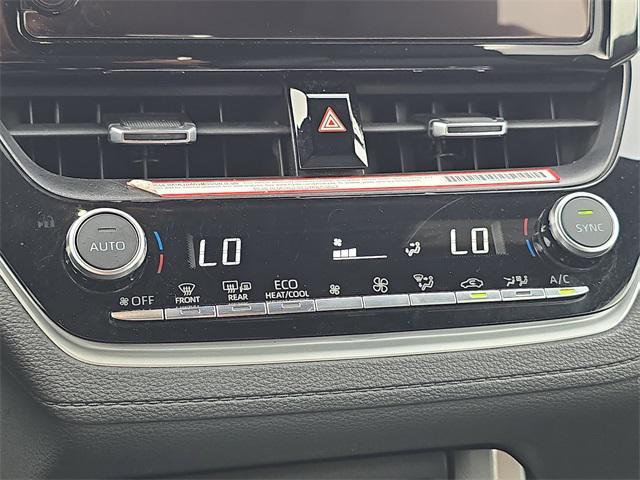 AUTO
LO
LO
SYNC
OFF
FRONT
REAR
ECO
HEAT/COOL
A/C